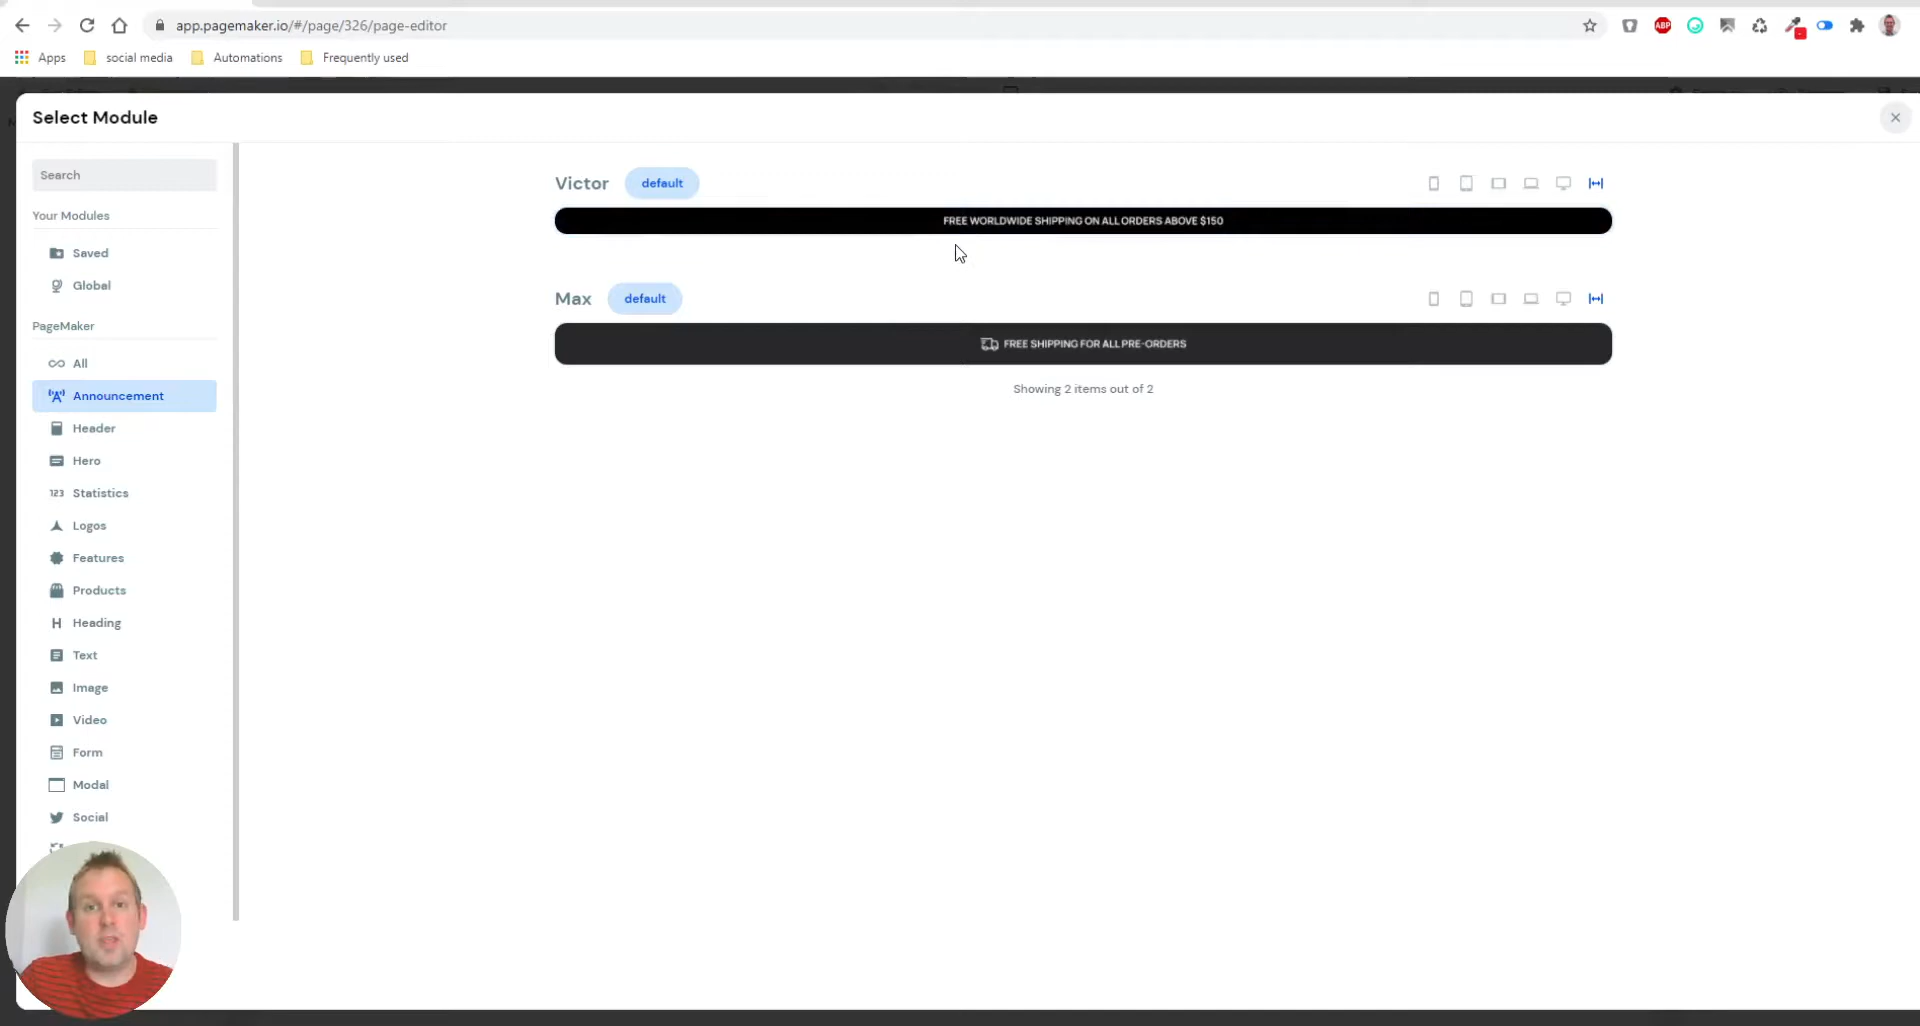 app.pagemaker.io/#/page/326/page-editor
ABP
Apps
social media
Automations
Frequently used
Select Module
Search
Your Modules
Saved
Global
PageMaker
All
Announcement
Header
Hero
123 Statistics
Logos
Features
Products
H Heading
Text
Image
Video
Form
Modal
Social
Victor default
FREE WORLDWIDE SHIPPING ON ALL ORDERS ABOVE $150
Max default
FREE SHIPPING FOR ALL PRE-ORDERS
Showing 2 items out of 2